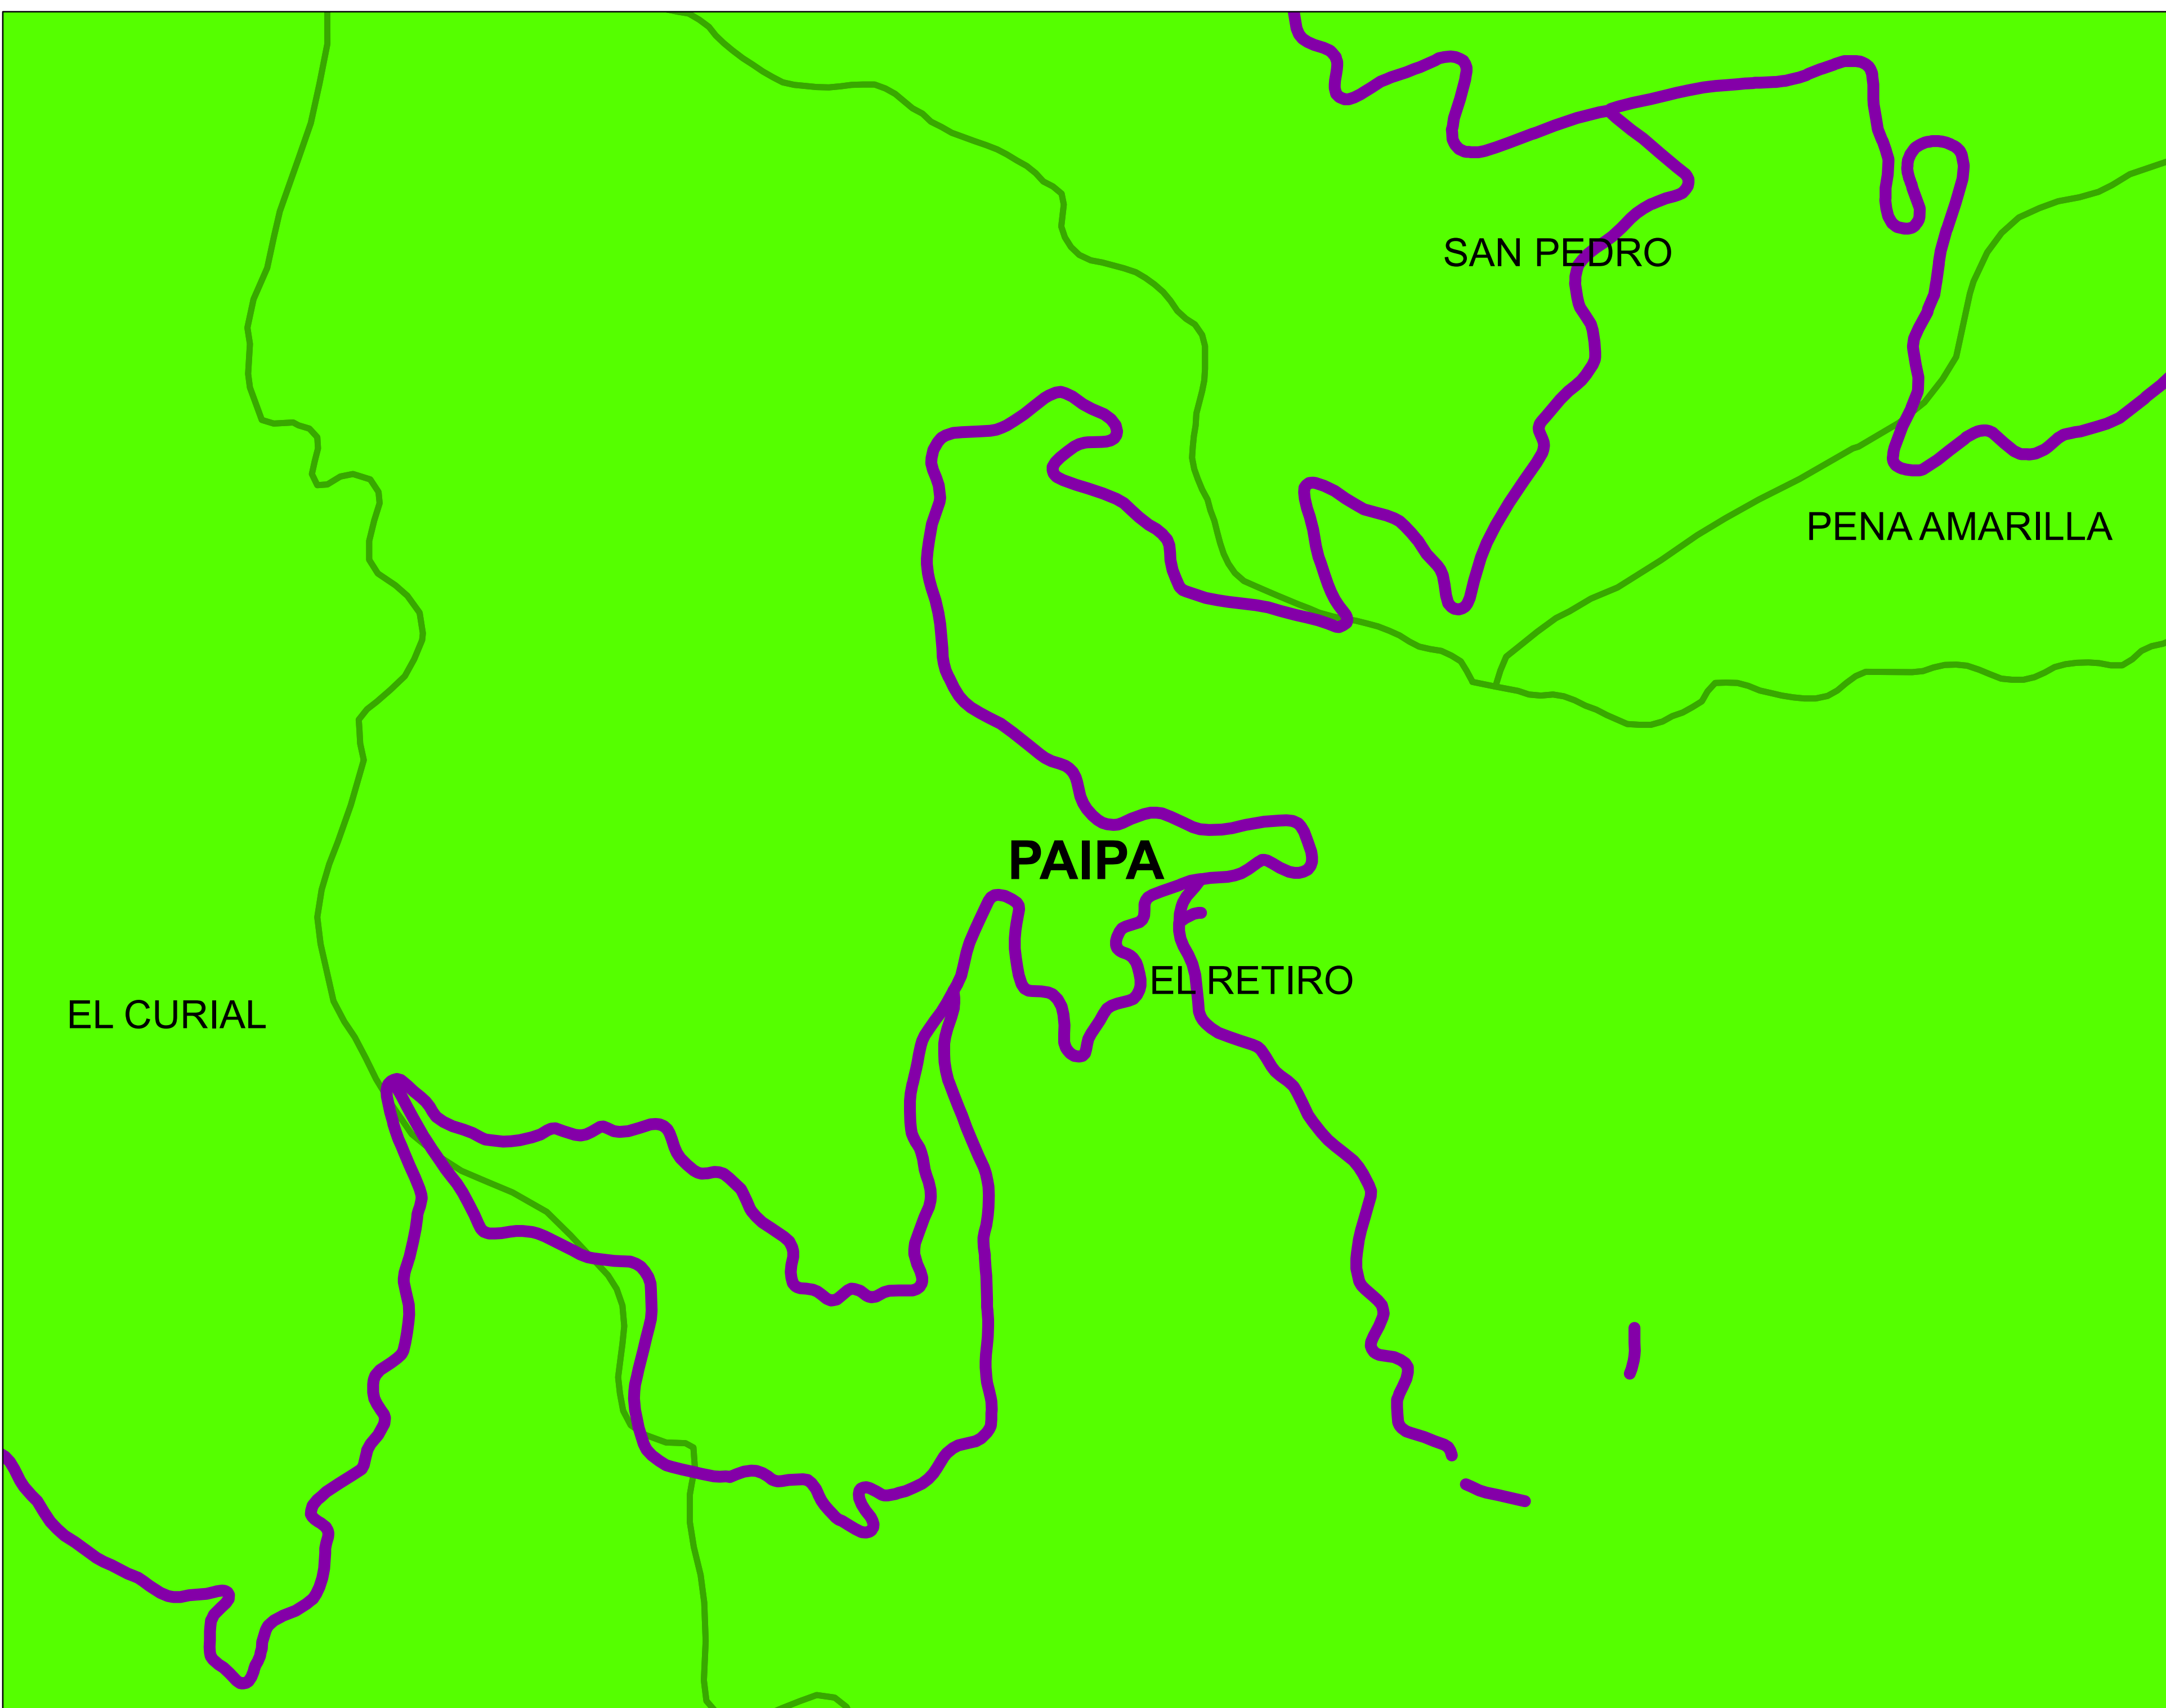 SAN PEDRO
PENA AMARILLA
PAIPA
EL RETIRO
EL CURIAL